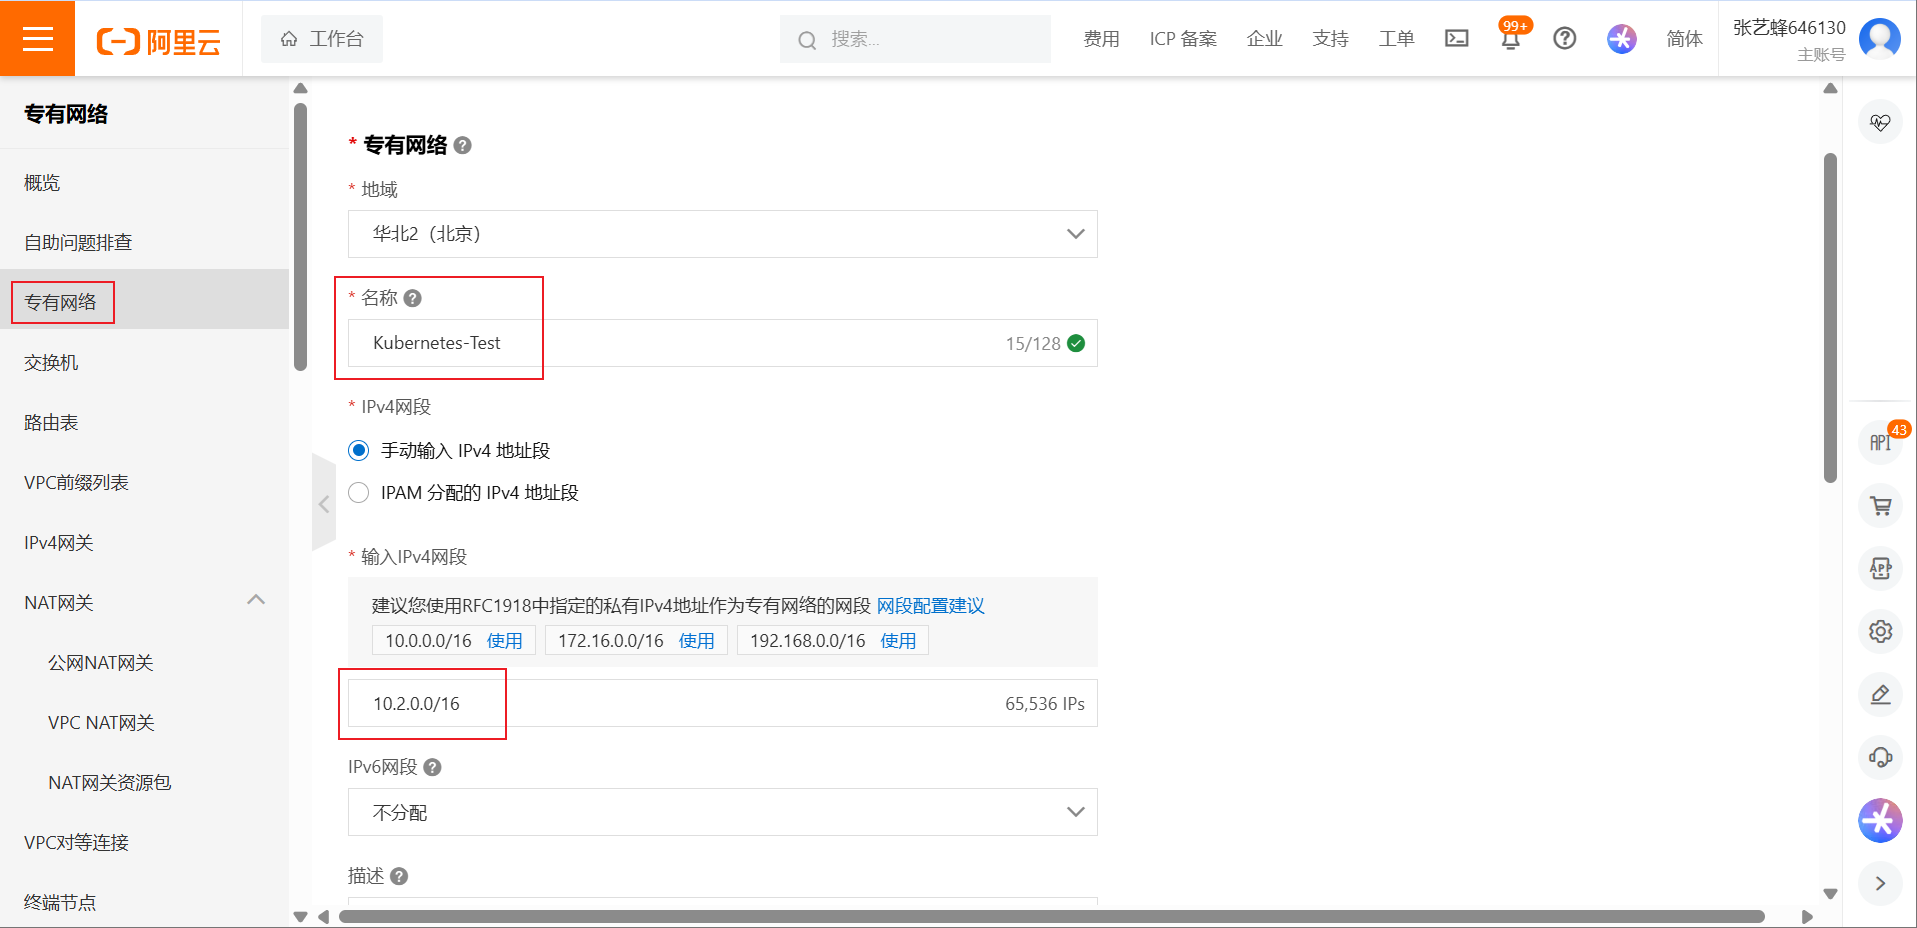 阿里云
工作台
搜索...
费用
ICP 备案
企业
支持
工单
99+
简体
张艺蜂646130
主账号
专有网络
概览
自助问题排查
专有网络
交换机
路由表
VPC前缀列表
IPv4网关
NAT网关
公网NAT网关
VPC NAT网关
NAT网关资源包
VPC对等连接
终端节点
* 专有网络
* 地域
华北2（北京）
* 名称
Kubernetes-Test 15/128
* IPv4网段
手动输入 IPv4 地址段
IPAM 分配的 IPv4 地址段
* 输入IPv4网段
建议您使用RFC1918中指定的私有IPv4地址作为专有网络的网段 网段配置建议
10.0.0.0/16 使用 172.16.0.0/16 使用 192.168.0.0/16 使用
10.2.0.0/16 65,536 IPs
IPv6网段
不分配
描述
API 43
APP